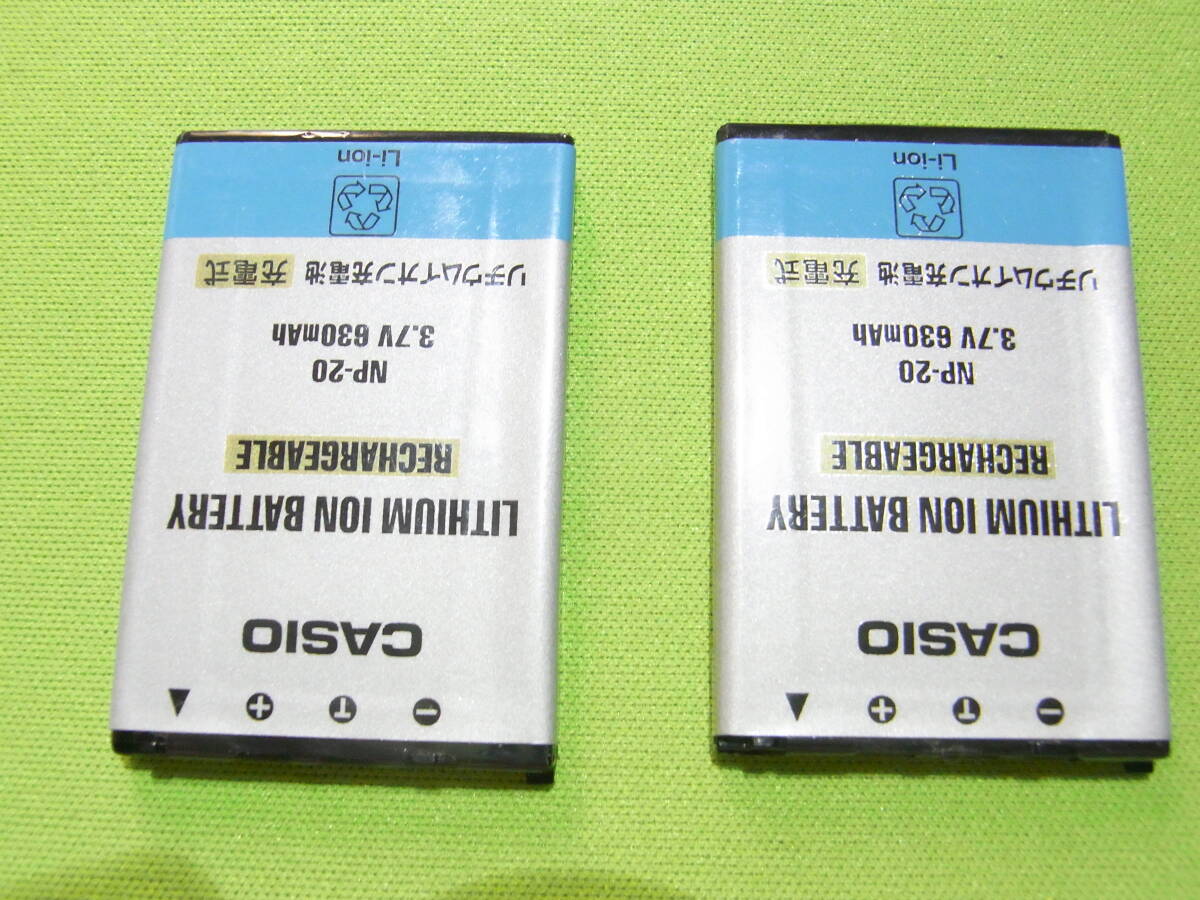 − T +
CASIO
LITHIUM ION BATTERY
RECHARGEABLE
NP-20
3.7V 630mAh
リチウムイオン充電池 充電式
Li-ion
− T +
CASIO
LITHIUM ION BATTERY
RECHARGEABLE
NP-20
3.7V 630mAh
リチウムイオン充電池 充電式
Li-ion